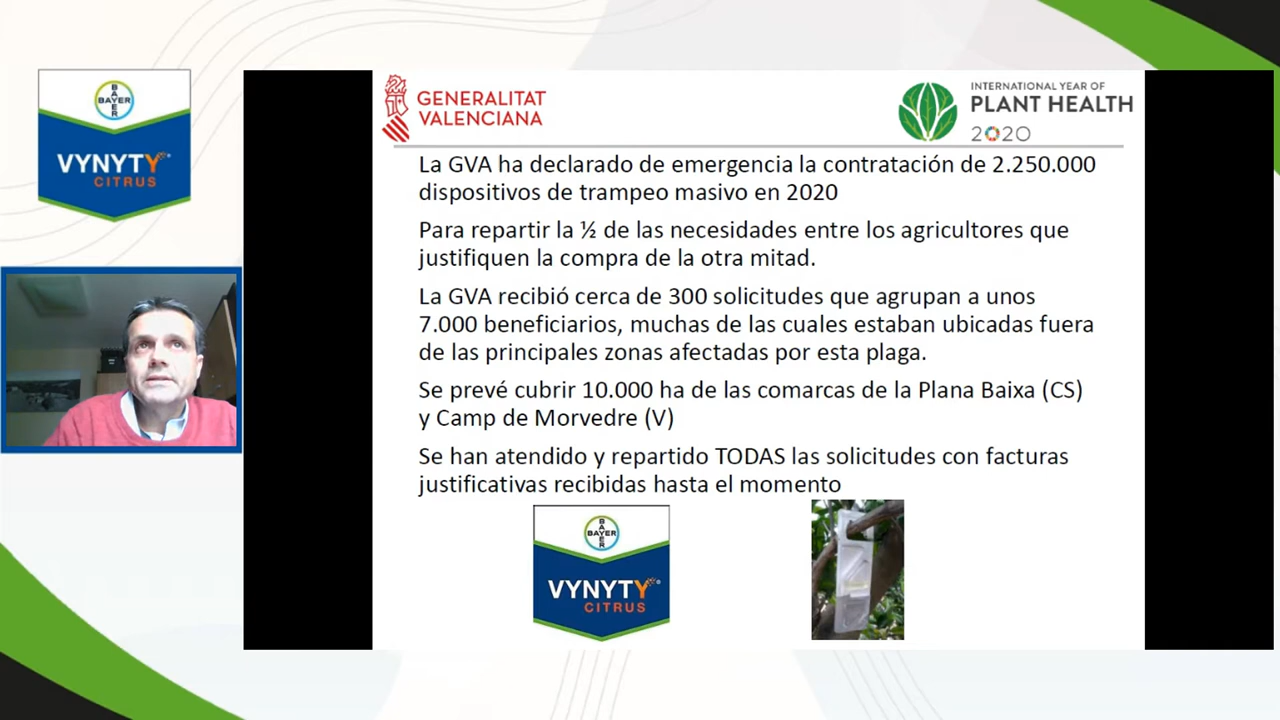 BAYER
BAYER
VYNYTY®
CITRUS
GENERALITAT
VALENCIANA
INTERNATIONAL YEAR OF
PLANT HEALTH
2020
La GVA ha declarado de emergencia la contratación de 2.250.000
dispositivos de trampeo masivo en 2020
Para repartir la ½ de las necesidades entre los agricultores que
justifiquen la compra de la otra mitad.
La GVA recibió cerca de 300 solicitudes que agrupan a unos
7.000 beneficiarios, muchas de las cuales estaban ubicadas fuera
de las principales zonas afectadas por esta plaga.
Se prevé cubrir 10.000 ha de las comarcas de la Plana Baixa (CS)
y Camp de Morvedre (V)
Se han atendido y repartido TODAS las solicitudes con facturas
justificativas recibidas hasta el momento
BAYER
BAYER
VYNYTY®
CITRUS